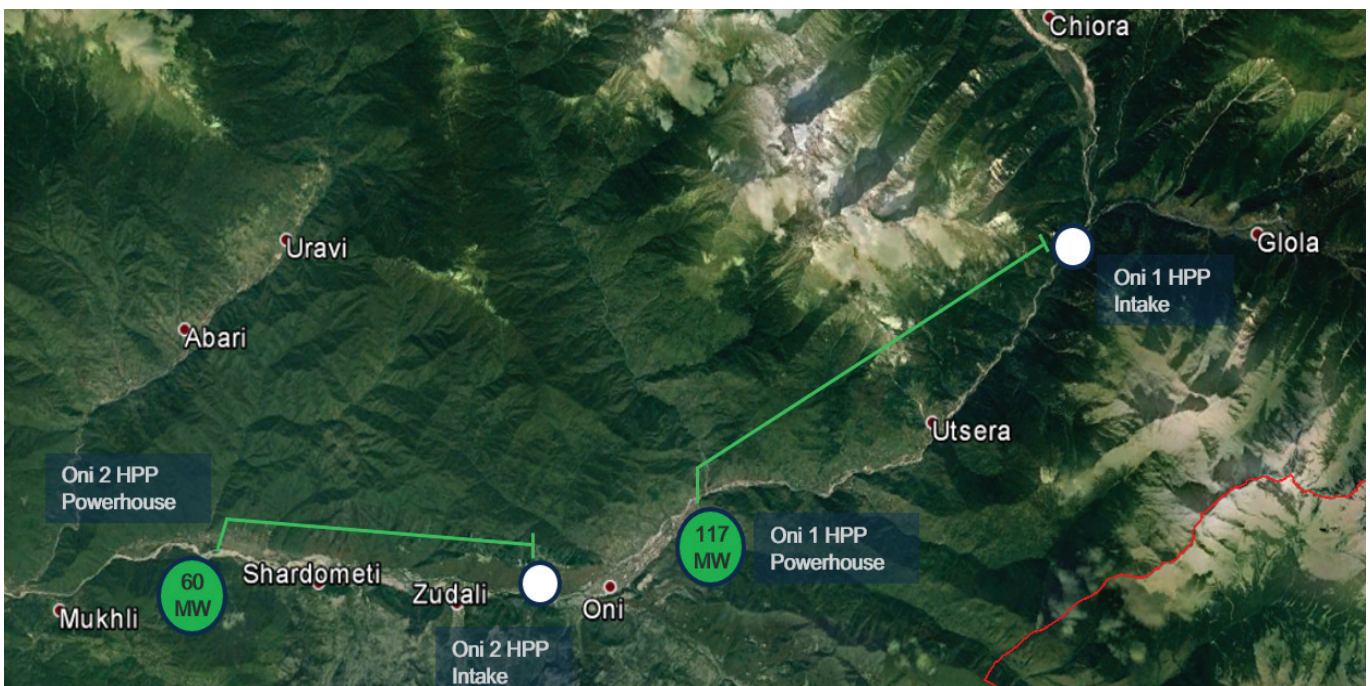 Chiora
Uravi
Glola
Oni 1 HPP
Intake
Abari
Utsera
Oni 2 HPP
Powerhouse
117
MW
Oni 1 HPP
Powerhouse
60
MW
Shardometi
Zudali
Oni
Mukhli
Oni 2 HPP
Intake